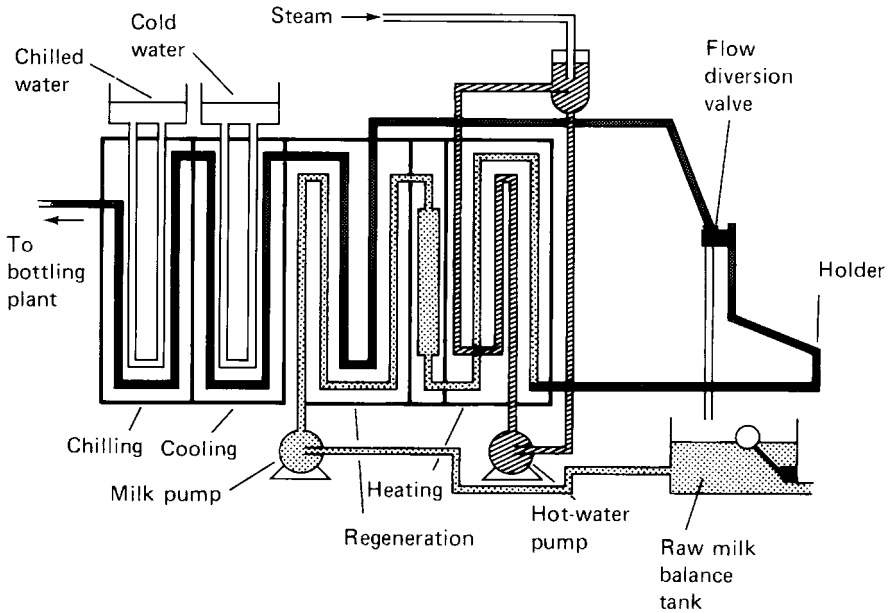 Steam
Cold
water
Chilled
water
Flow
diversion
valve
To
bottling
plant
Holder
Chilling
Cooling
Milk pump
Heating
Regeneration
Hot-water
pump
Raw milk
balance
tank